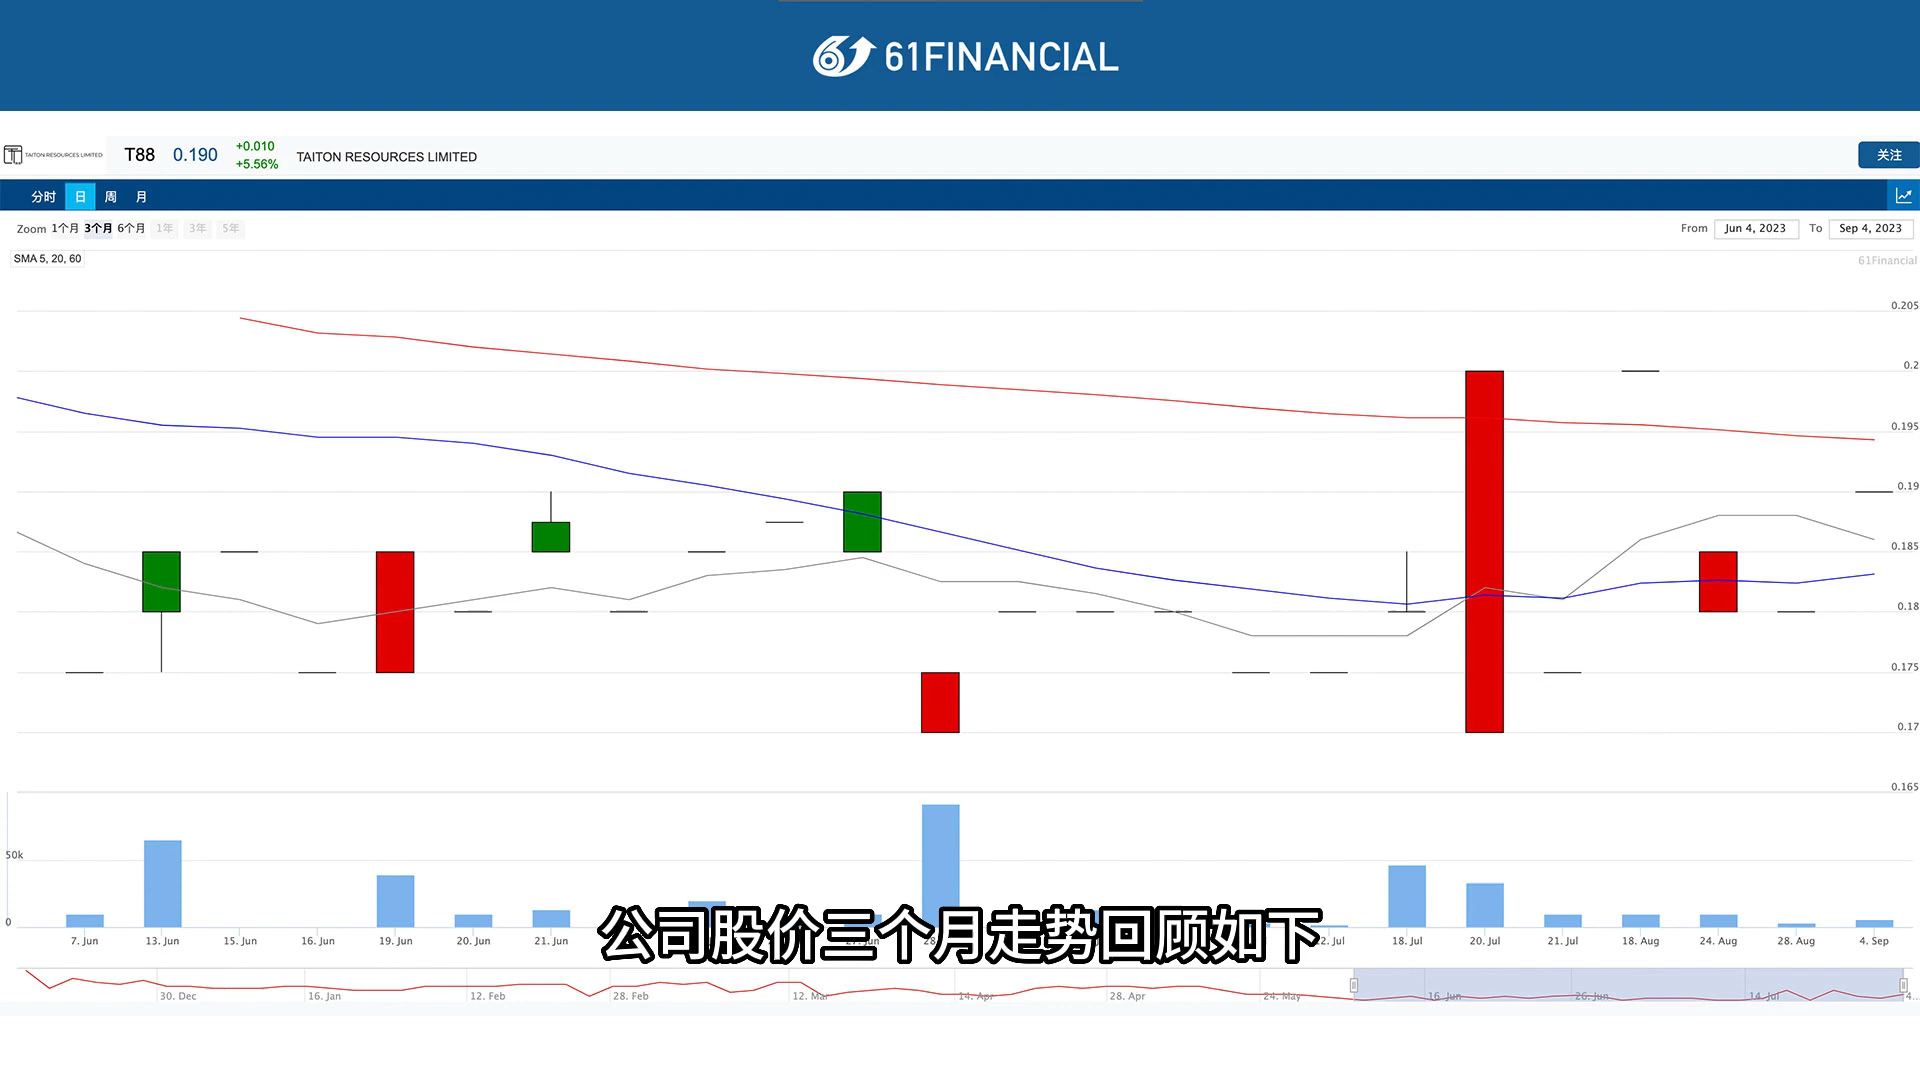 61FINANCIAL
TAITON RESOURCES LIMITED
T88
0.190
+0.010
+5.56%
TAITON RESOURCES LIMITED
关注
分时 日 周 月
Zoom 1个月 3个月 6个月 1年 3年 5年
From Jun 4, 2023 To Sep 4, 2023
SMA 5, 20, 60
61Financial
0.205
0.2
0.195
0.19
0.185
0.18
0.175
0.17
0.165
50k
0
公司股价三个月走势回顾如下
7. Jun 13. Jun 15. Jun 16. Jun 19. Jun 20. Jun 21. Jun 18. Jul 20. Jul 21. Jul 18. Aug 24. Aug 28. Aug 4. Sep
30. Dec 16. Jan 12. Feb 28. Feb 12. Mar 14. Apr 28. Apr 24. May 16. Jun 26. Jun 14. Jul 4...